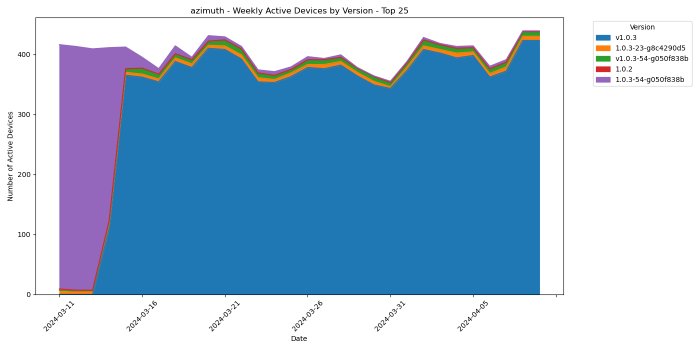 azimuth - Weekly Active Devices by Version - Top 25
Number of Active Devices
400
300
200
100
0
2024-03-11
2024-03-16
2024-03-21
2024-03-26
2024-03-31
2024-04-05
Date
Version
v1.0.3
1.0.3-23-g8c4290d5
v1.0.3-54-g050f838b
1.0.2
1.0.3-54-g050f838b